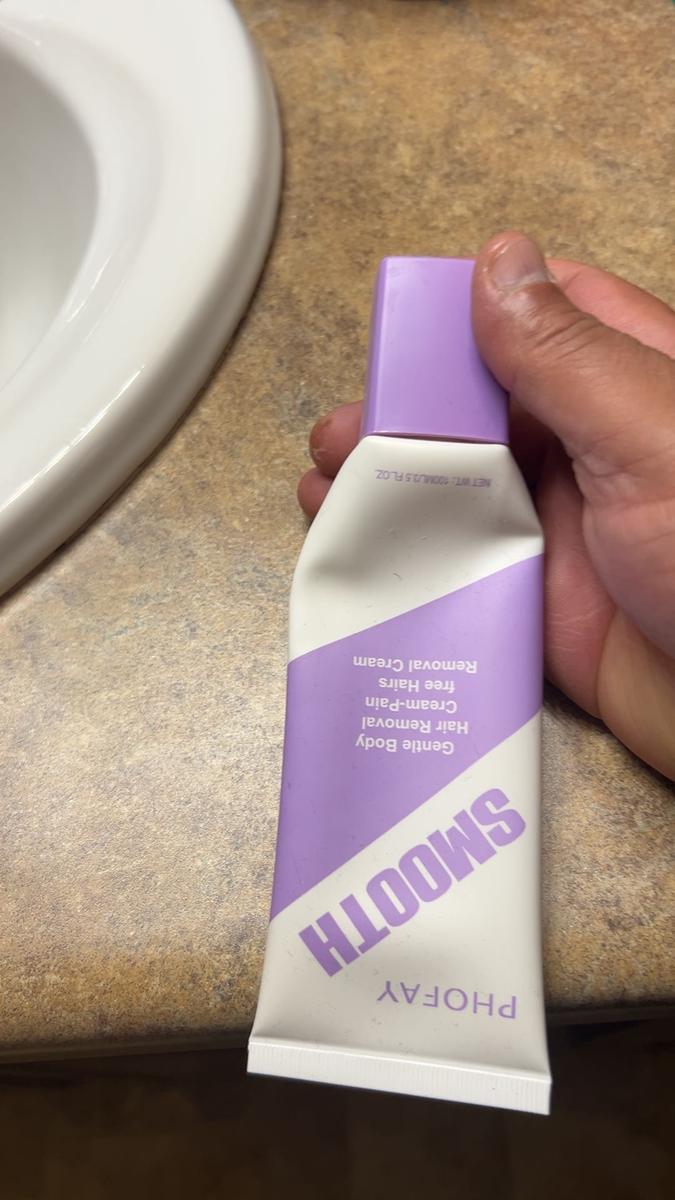 PHOFAY
SMOOTH
Gentle Body
Hair Removal
Cream-Pain
free Hairs
Removal Cream
NET WT.: 100ML/3.5 FL.OZ.